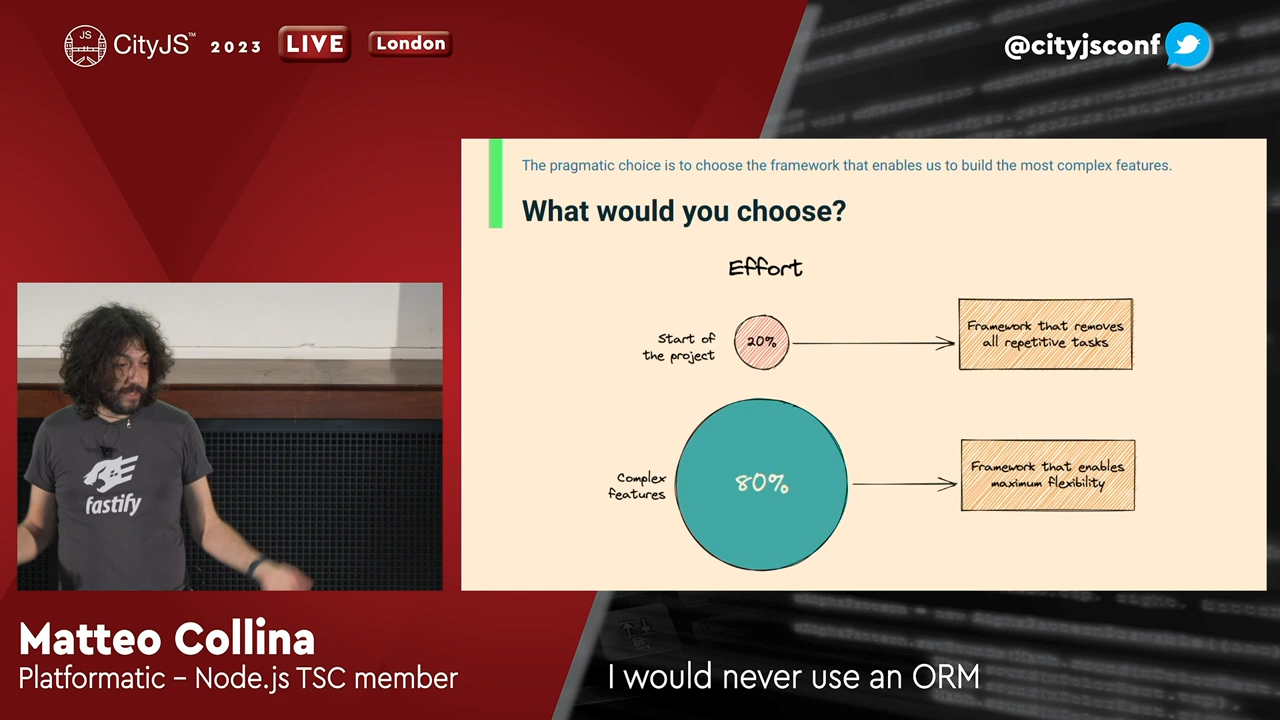 JS
CityJS™ 2023 LIVE London
@cityjsconf
The pragmatic choice is to choose the framework that enables us to build the most complex features.
What would you choose?
Effort
Start of
the project
20%
Framework that removes
all repetitive tasks
Complex
features
80%
Framework that enables
maximum flexibility
fastify
Matteo Collina
Platformatic – Node.js TSC member
I would never use an ORM